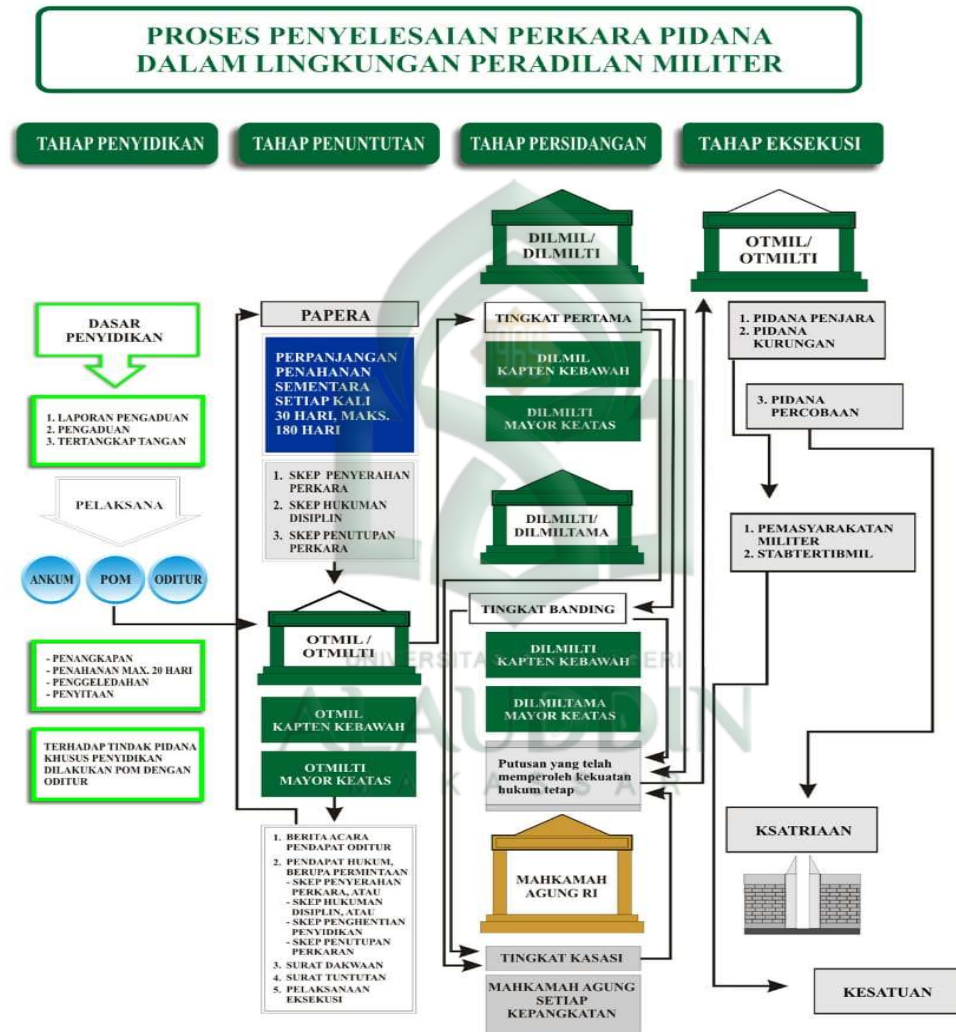 PROSES PENYELESAIAN PERKARA PIDANA
DALAM LINGKUNGAN PERADILAN MILITER
TAHAP PENYIDIKAN
TAHAP PENUNTUTAN
TAHAP PERSIDANGAN
TAHAP EKSEKUSI
DASAR
PENYIDIKAN
1. LAPORAN PENGADUAN
2. PENGADUAN
3. TERTANGKAP TANGAN
PELAKSANA
ANKUM
POM
ODITUR
- PENANGKAPAN
- PENAHANAN MAX. 20 HARI
- PENGGELEDAHAN
- PENYITAAN
TERHADAP TINDAK PIDANA
KHUSUS PENYIDIKAN
DILAKUKAN POM DENGAN
ODITUR
PAPERA
PERPANJANGAN
PENAHANAN
SEMENTARA
SETIAP KALI
30 HARI, MAKS.
180 HARI
1. SKEP PENYERAHAN
PERKARA
2. SKEP HUKUMAN
DISIPLIN
3. SKEP PENUTUPAN
PERKARA
OTMIL /
OTMILTI
OTMIL
KAPTEN KEBAWAH
OTMILTI
MAYOR KEATAS
1. BERITA ACARA
PENDAPAT ODITUR
2. PENDAPAT HUKUM,
BERUPA PERMINTAAN
- SKEP PENYERAHAN
PERKARA, ATAU
- SKEP HUKUMAN
DISIPLIN, ATAU
- SKEP PENGHENTIAN
PENYIDIKAN
- SKEP PENUTUPAN
PERKARAN
3. SURAT DAKWAAN
4. SURAT TUNTUTAN
5. PELAKSANAAN
EKSEKUSI
DILMIL/
DILMILTI
TINGKAT PERTAMA
DILMIL
KAPTEN KEBAWAH
DILMILTI
MAYOR KEATAS
DILMILTI/
DILMILTAMA
TINGKAT BANDING
DILMILTI
KAPTEN KEBAWAH
DILMILTAMA
MAYOR KEATAS
Putusan yang telah
memperoleh kekuatan
hukum tetap
MAHKAMAH
AGUNG RI
TINGKAT KASASI
MAHKAMAH AGUNG
SETIAP
KEPANGKATAN
OTMIL/
OTMILTI
1. PIDANA PENJARA
2. PIDANA
KURUNGAN
3. PIDANA
PERCOBAAN
1. PEMASYARAKATAN
MILITER
2. STABTERTIBMIL
KSATRIAAN
KESATUAN
ALAUDDIN
MAKASSAR